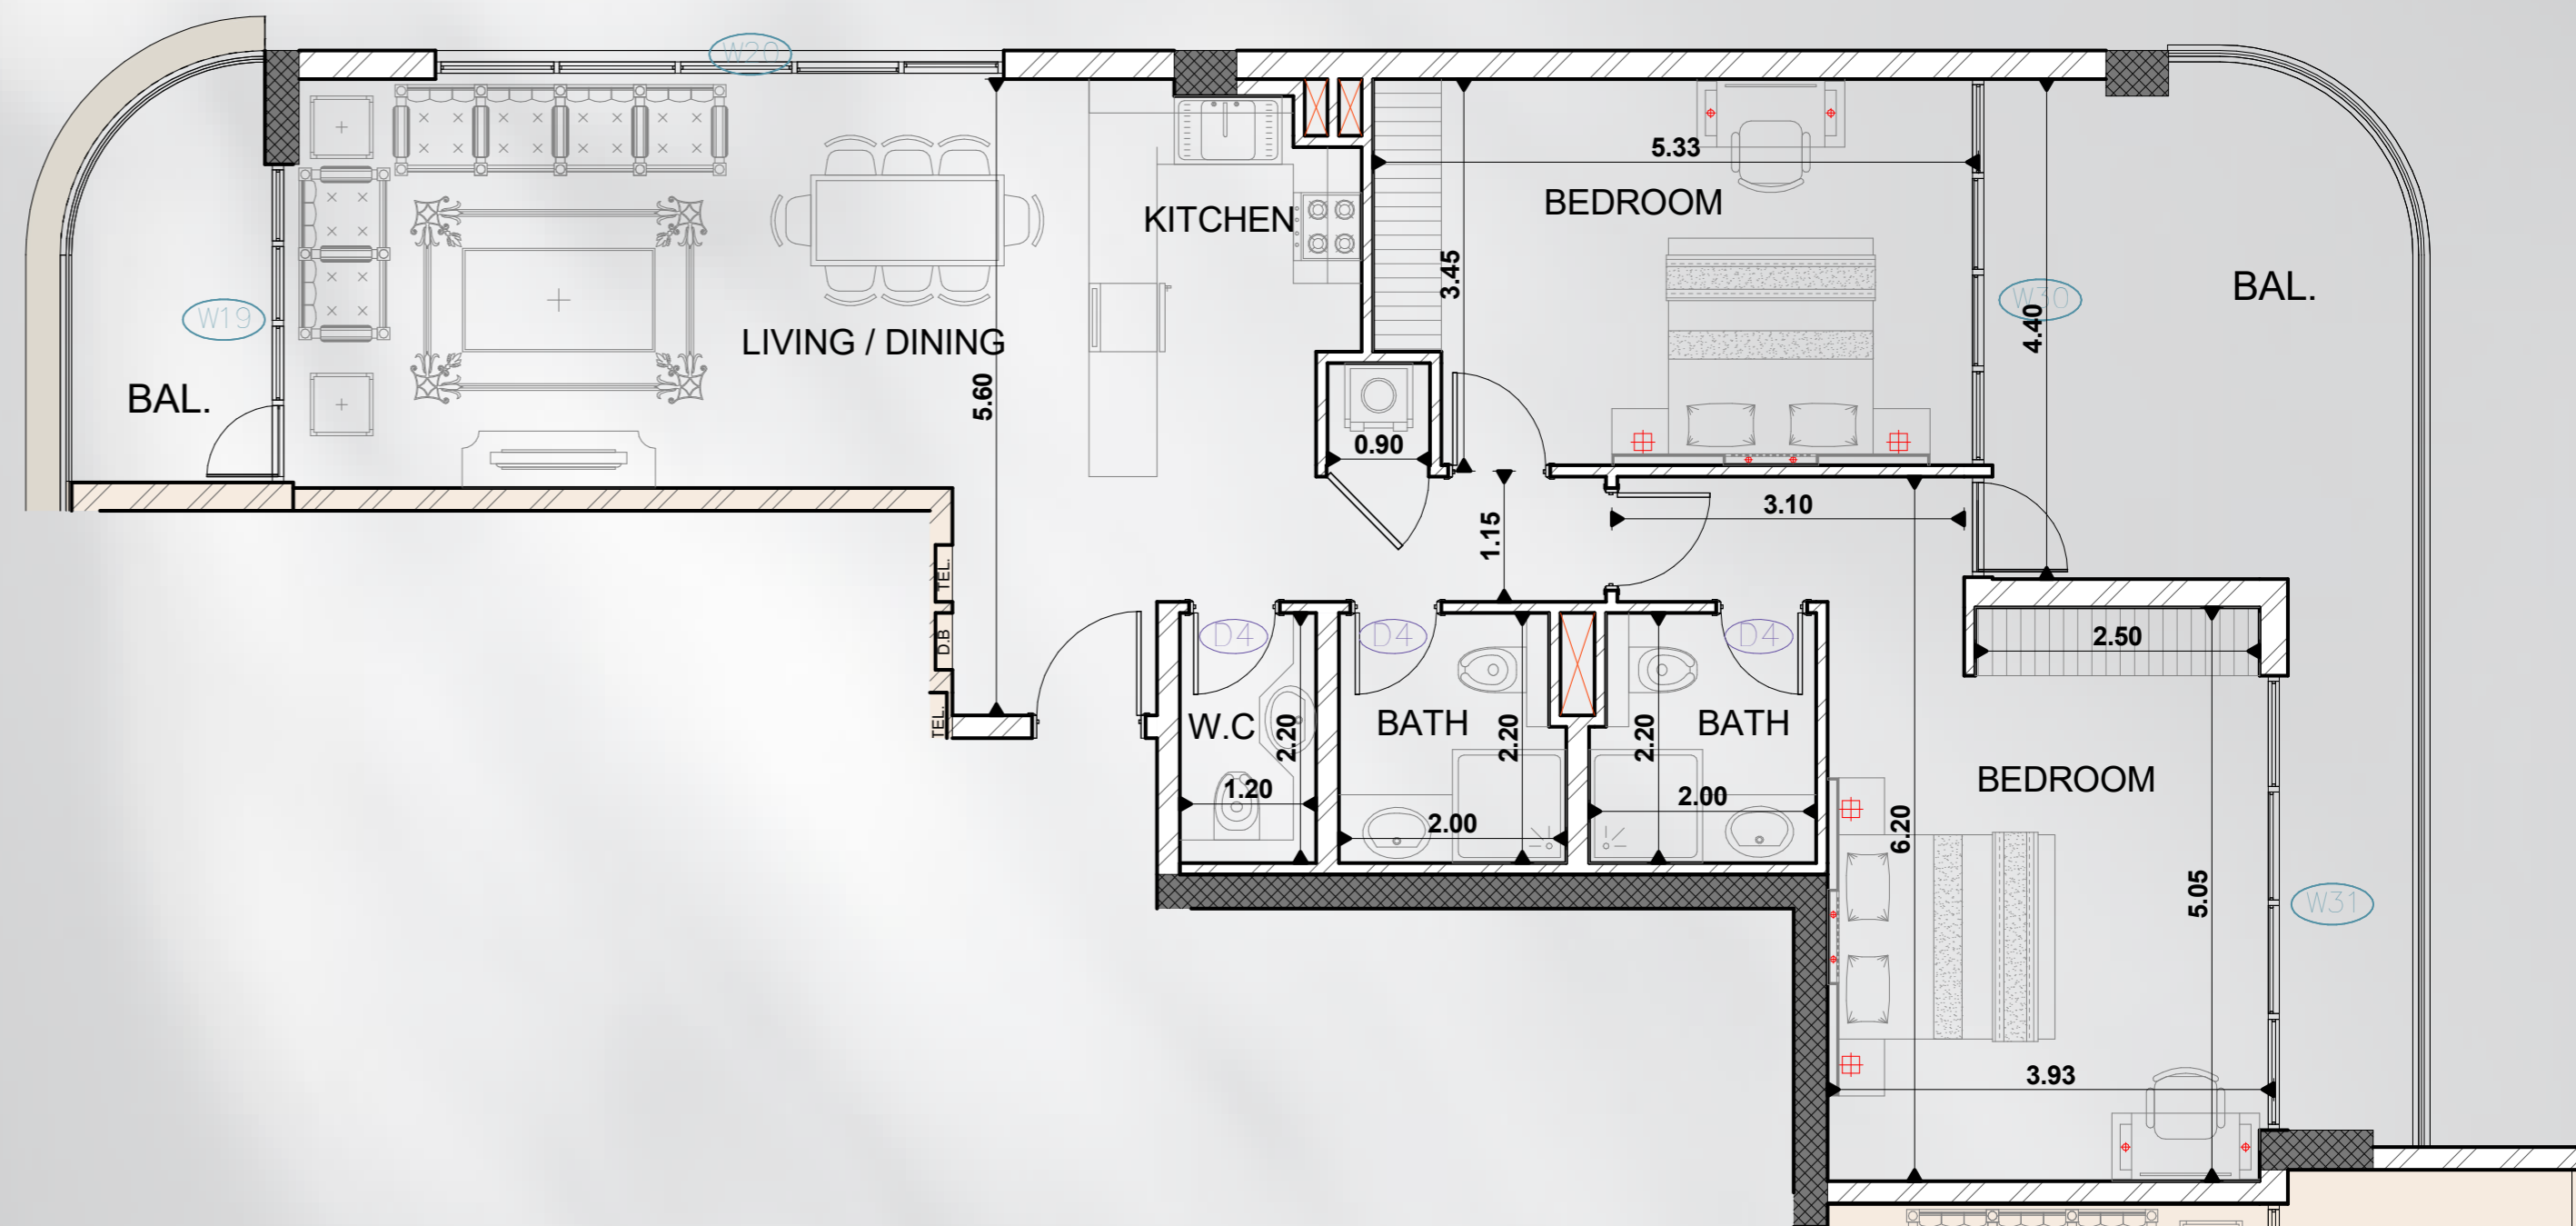 W20
5.33
BEDROOM
KITCHEN
3.45
BAL.
W30
4.40
W19
LIVING / DINING
BAL.
5.60
0.90
3.10
1.15
TEL.
D.B
TEL.
D4
D4
D4
2.50
W.C
2.20
BATH
2.20
2.20
BATH
1.20
2.00
2.00
BEDROOM
6.20
5.05
W31
3.93